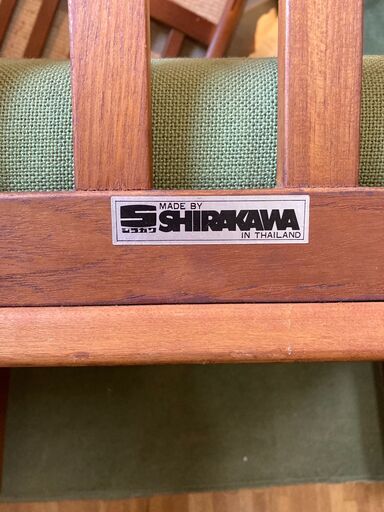 MADE BY
S SHIRAKAWA
シラカワ
IN THAILAND